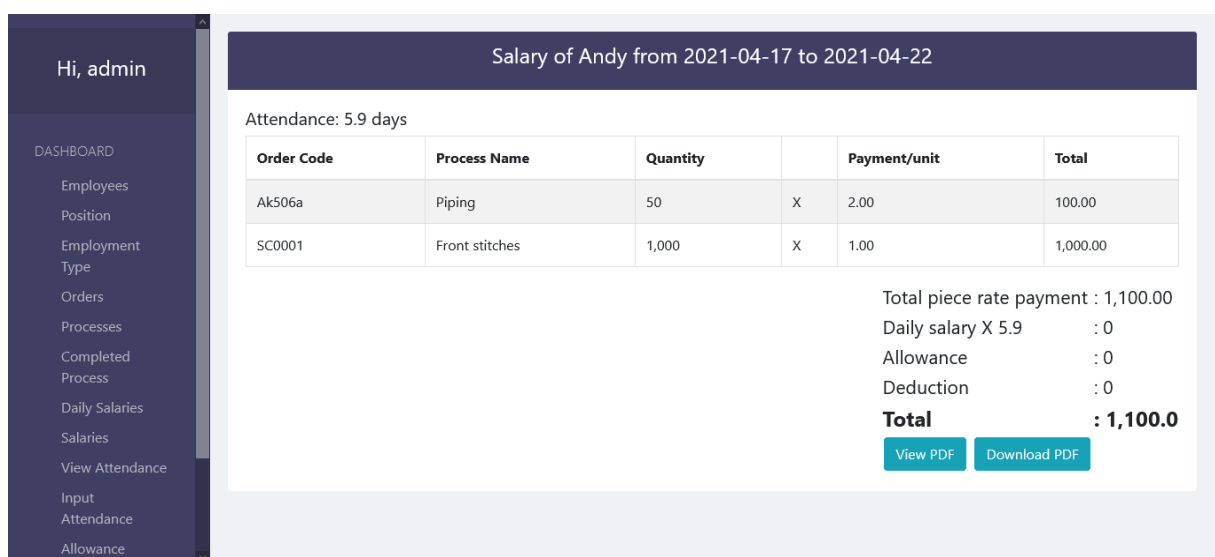 Hi, admin
DASHBOARD
Employees
Position
Employment
Type
Orders
Processes
Completed
Process
Daily Salaries
Salaries
View Attendance
Input
Attendance
Allowance
Salary of Andy from 2021-04-17 to 2021-04-22
Attendance: 5.9 days
Order Code Process Name Quantity Payment/unit Total
Ak506a Piping 50 X 2.00 100.00
SC0001 Front stitches 1,000 X 1.00 1,000.00
Total piece rate payment : 1,100.00
Daily salary X 5.9 : 0
Allowance : 0
Deduction : 0
Total : 1,100.0
View PDF Download PDF